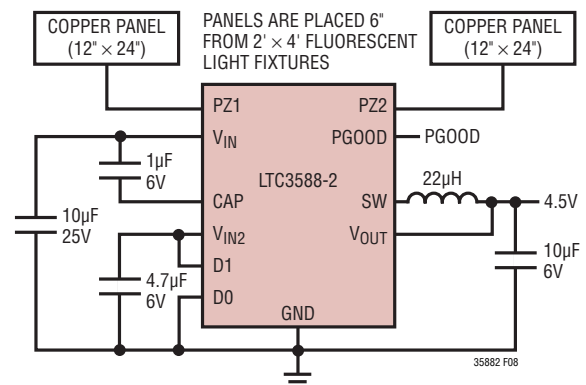 COPPER PANEL
(12" × 24")
PANELS ARE PLACED 6"
FROM 2' × 4' FLUORESCENT
LIGHT FIXTURES
COPPER PANEL
(12" × 24")
PZ1
PZ2
VIN
PGOOD
PGOOD
1µF
6V
LTC3588-2
22µH
CAP
SW
4.5V
10µF
25V
VIN2
VOUT
10µF
6V
4.7µF
6V
D1
D0
GND
35882 F08